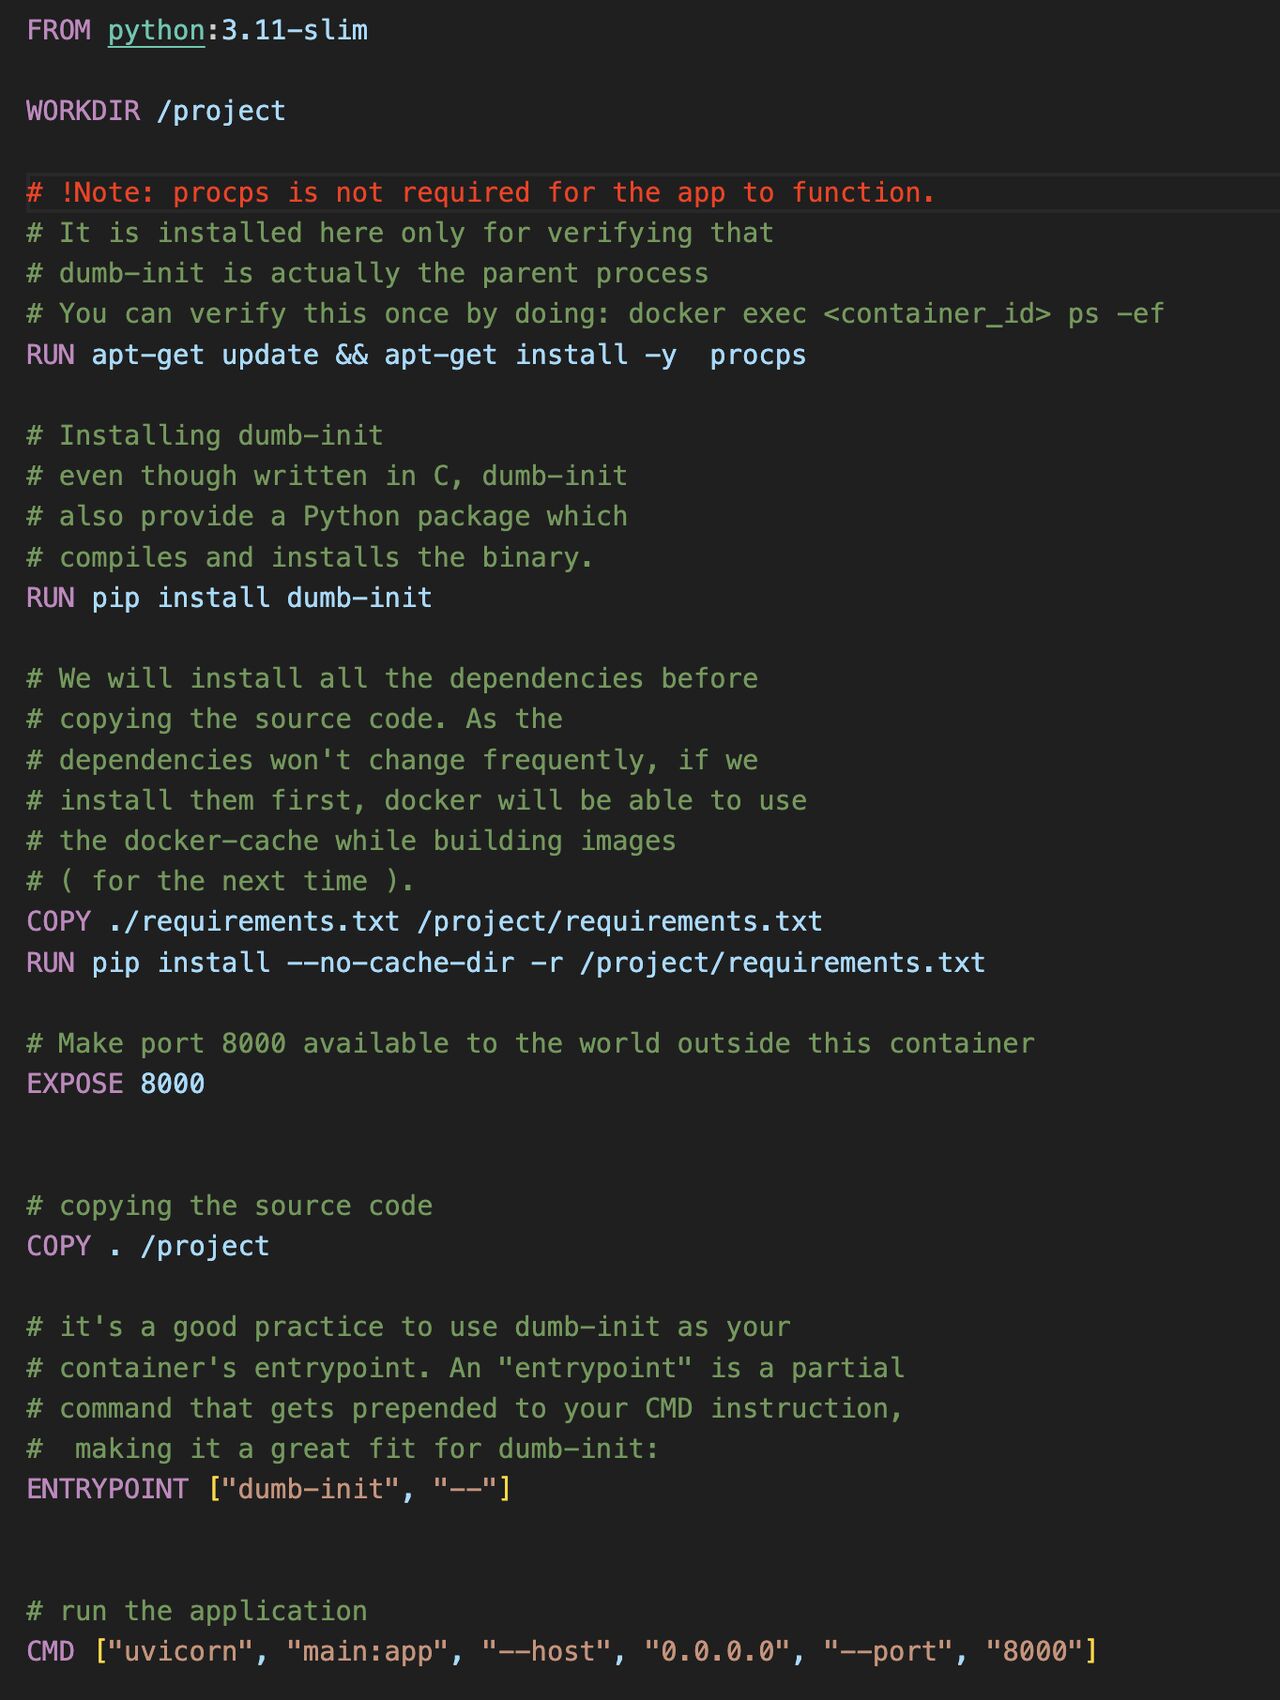 FROM python:3.11-slim
WORKDIR /project
# !Note: procps is not required for the app to function.
# It is installed here only for verifying that
# dumb-init is actually the parent process
# You can verify this once by doing: docker exec <container_id> ps -ef
RUN apt-get update && apt-get install -y  procps
# Installing dumb-init
# even though written in C, dumb-init
# also provide a Python package which
# compiles and installs the binary.
RUN pip install dumb-init
# We will install all the dependencies before
# copying the source code. As the
# dependencies won't change frequently, if we
# install them first, docker will be able to use
# the docker-cache while building images
# ( for the next time ).
COPY ./requirements.txt /project/requirements.txt
RUN pip install --no-cache-dir -r /project/requirements.txt
# Make port 8000 available to the world outside this container
EXPOSE 8000
# copying the source code
COPY . /project
# it's a good practice to use dumb-init as your
# container's entrypoint. An "entrypoint" is a partial
# command that gets prepended to your CMD instruction,
#  making it a great fit for dumb-init:
ENTRYPOINT ["dumb-init", "--"]
# run the application
CMD ["uvicorn", "main:app", "--host", "0.0.0.0", "--port", "8000"]